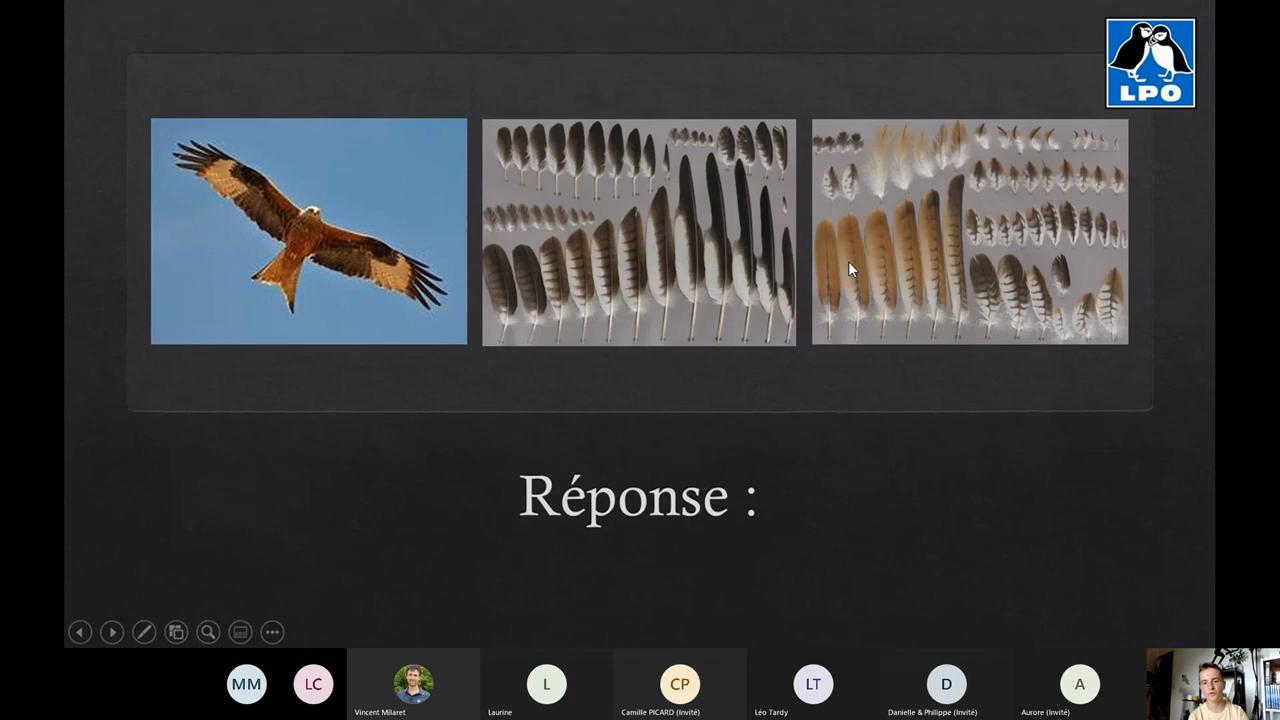 LPO
Réponse :
MM
LC
L
CP
LT
D
A
Vincent Milaret
Laurine
Camille PICARD (Invité)
Léo Tardy
Danielle & Philippe (Invité)
Aurore (Invité)